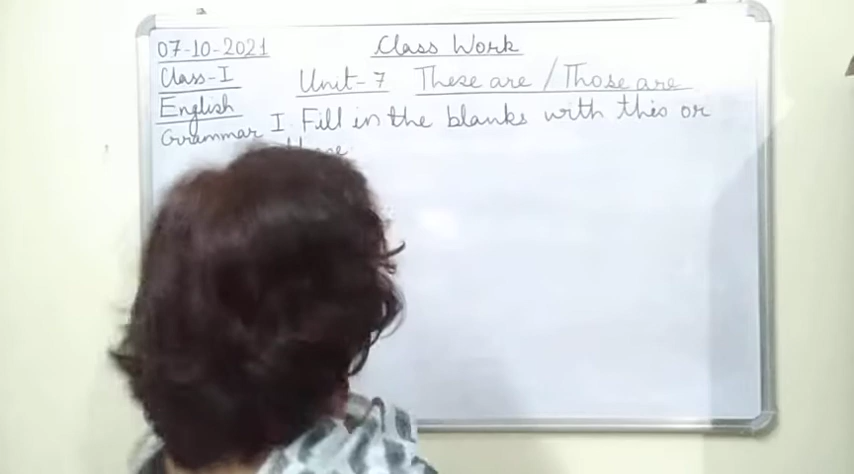 07-10-2021 Class Work
Class-I Unit-7 These are / Those are
English
Grammar I. Fill in the blanks with this or